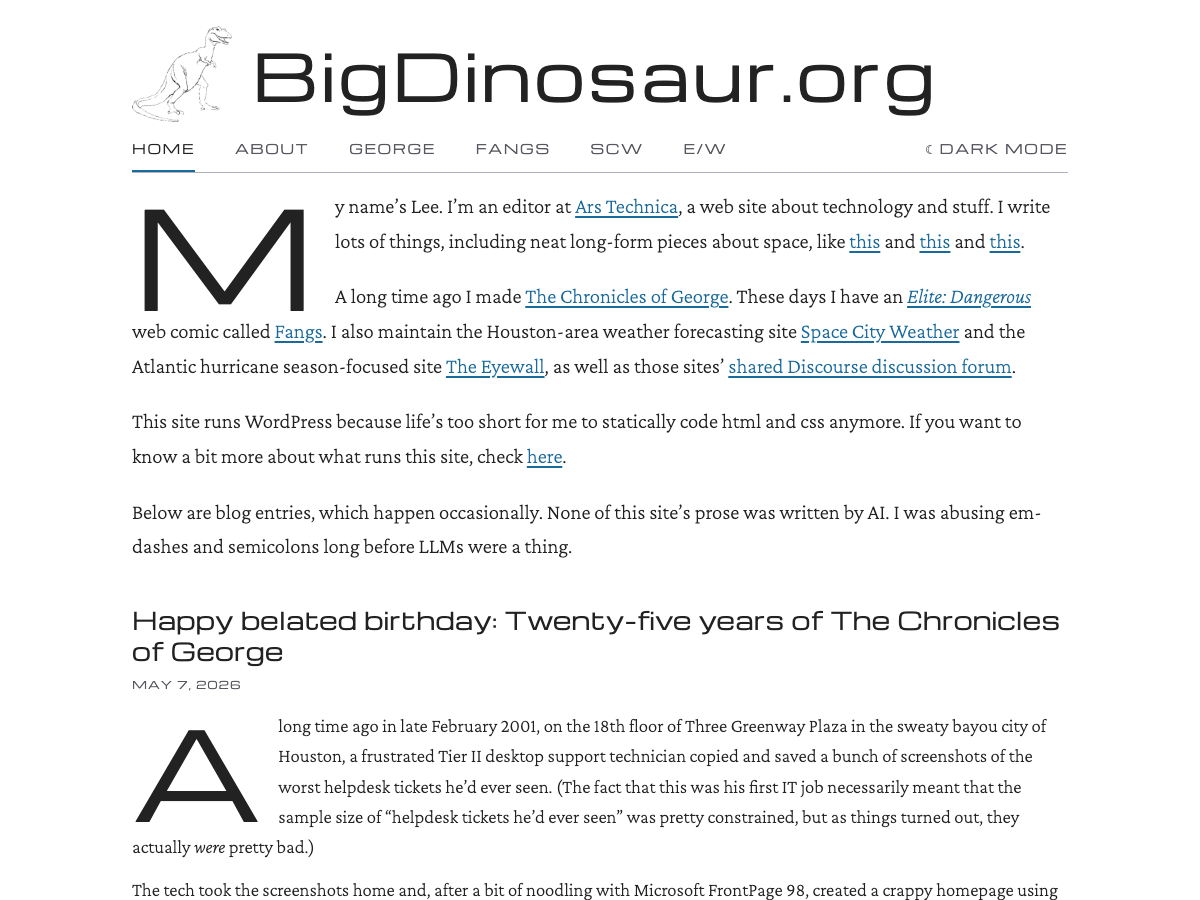 BigDinosaur.org
HOME ABOUT GEORGE FANGS SCW E/W ☾ DARK MODE
My name’s Lee. I’m an editor at Ars Technica, a web site about technology and stuff. I write
lots of things, including neat long-form pieces about space, like this and this and this.
A long time ago I made The Chronicles of George. These days I have an Elite: Dangerous
web comic called Fangs. I also maintain the Houston-area weather forecasting site Space City Weather and the
Atlantic hurricane season-focused site The Eyewall, as well as those sites’ shared Discourse discussion forum.
This site runs WordPress because life’s too short for me to statically code html and css anymore. If you want to
know a bit more about what runs this site, check here.
Below are blog entries, which happen occasionally. None of this site’s prose was written by AI. I was abusing em-
dashes and semicolons long before LLMs were a thing.
Happy belated birthday: Twenty-five years of The Chronicles
of George
MAY 7, 2026
A long time ago in late February 2001, on the 18th floor of Three Greenway Plaza in the sweaty bayou city of
Houston, a frustrated Tier II desktop support technician copied and saved a bunch of screenshots of the
worst helpdesk tickets he’d ever seen. (The fact that this was his first IT job necessarily meant that the
sample size of “helpdesk tickets he’d ever seen” was pretty constrained, but as things turned out, they
actually were pretty bad.)
The tech took the screenshots home and, after a bit of noodling with Microsoft FrontPage 98, created a crappy homepage using